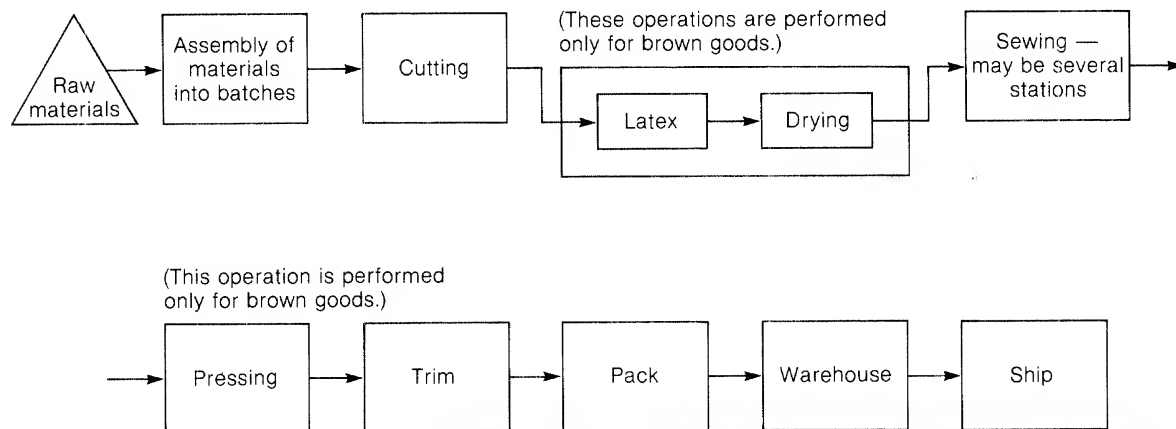 Raw
materials
Assembly of
materials
into batches
Cutting
(These operations are performed
only for brown goods.)
Latex
Drying
Sewing —
may be several
stations
(This operation is performed
only for brown goods.)
Pressing
Trim
Pack
Warehouse
Ship